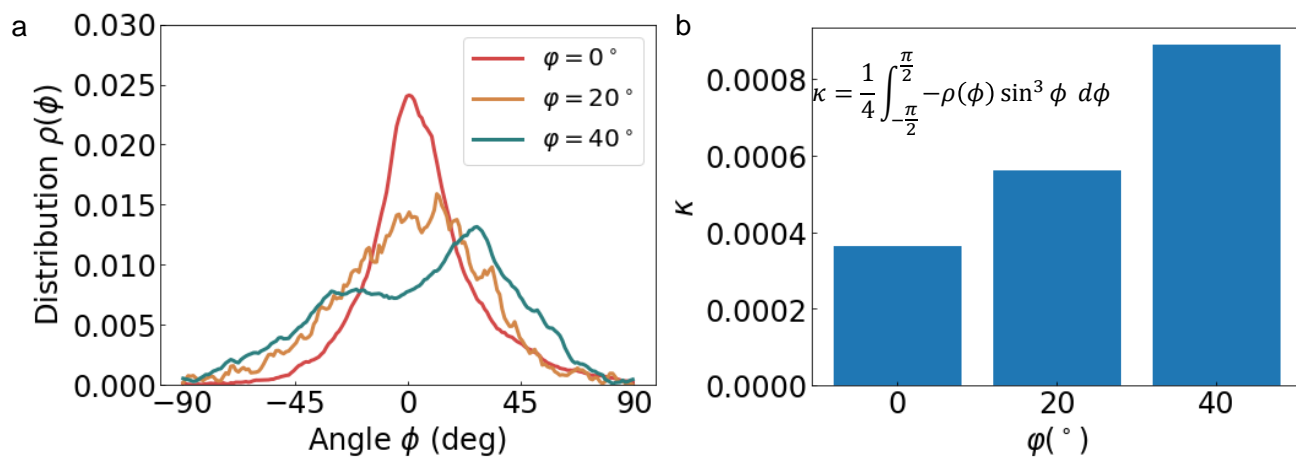 a
0.030
0.025
0.020
0.015
0.010
0.005
0.000
Distribution ρ(ϕ)
−90
−45
0
45
90
Angle ϕ (deg)
φ = 0°
φ = 20°
φ = 40°
b
0.0008
0.0006
0.0004
0.0002
0.0000
κ
κ = 1/4 ∫_{-π/2}^{π/2} −ρ(ϕ) sin³ ϕ dϕ
0
20
40
φ(°)